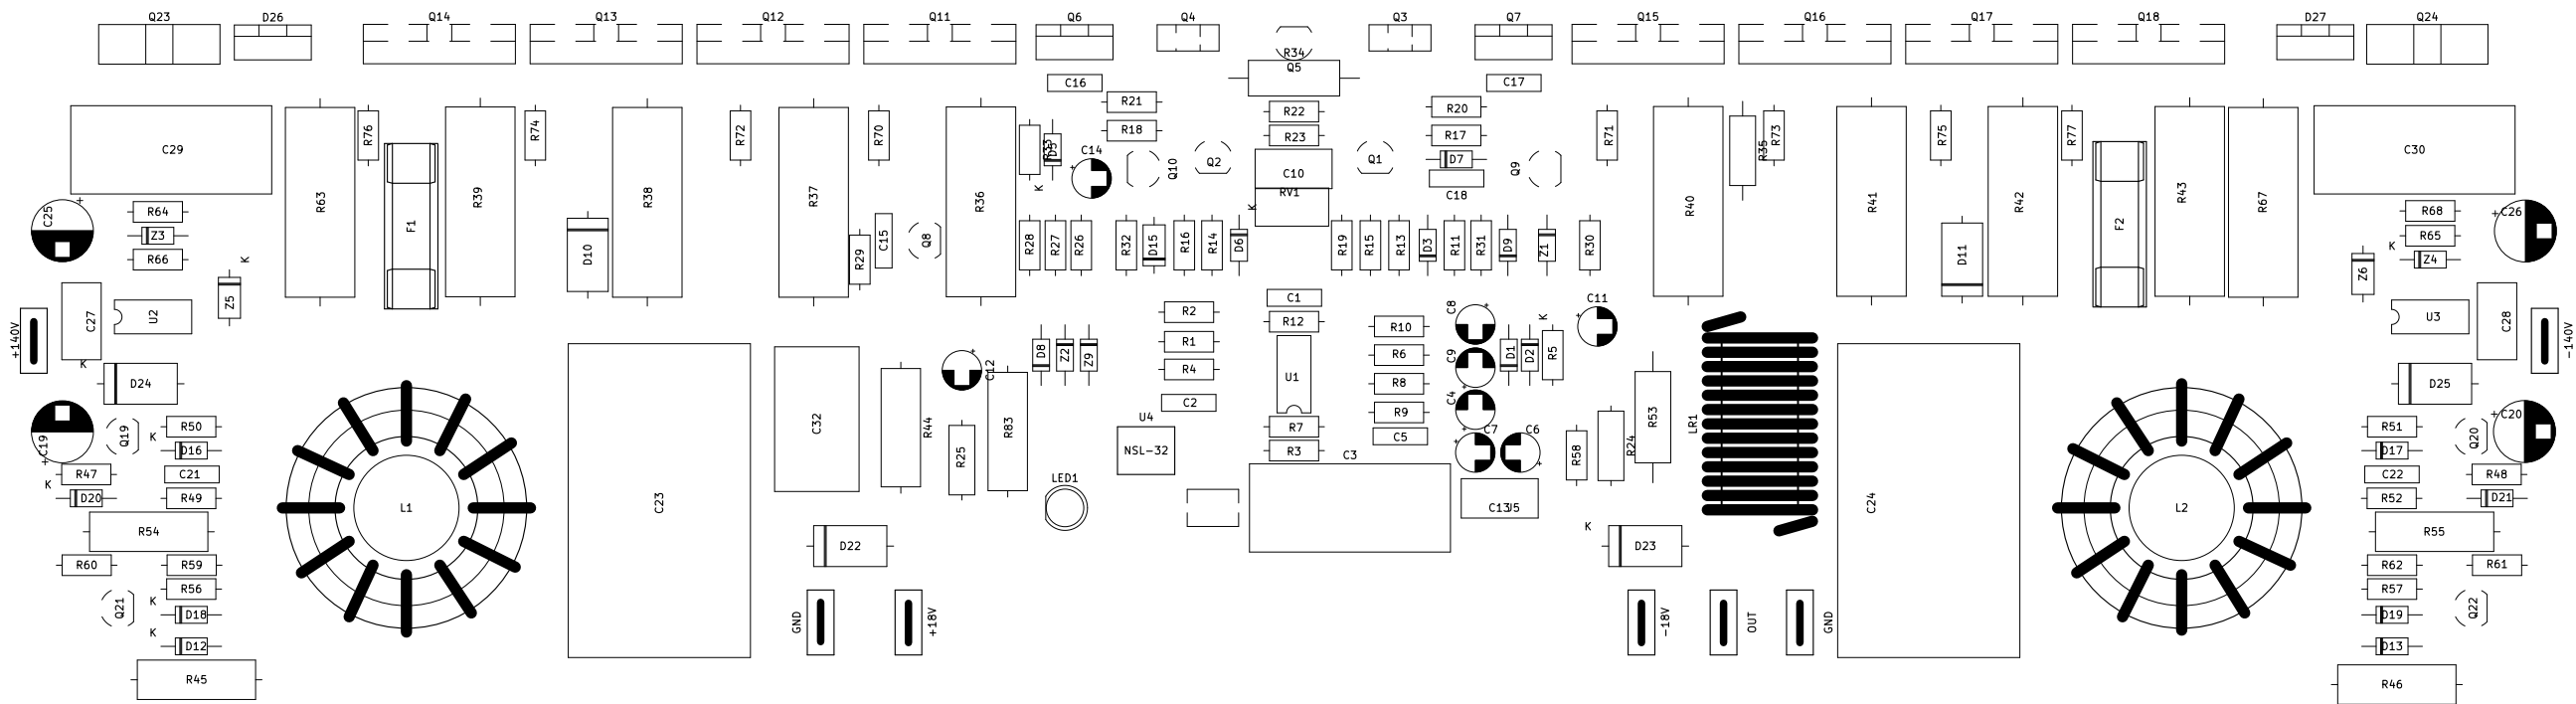 Q23 D26 Q14 Q13 Q12 Q11 Q6 Q4 Q3 Q7 Q15 Q16 Q17 Q18 D27 Q24
R34
Q5
C16 C17
R21 R20
R22
R76 R74 R72 R70 R18 R23 R17 R71 R73 R75 R77
C29 D5 C14 D7 R35 C30
Q10 Q2 Q1 Q9
C10
K
R63 R39 R38 R37 R36 RV1 C18 R40 R41 R42 R43 R67
K
C25 R64 R68 C26
F1 F2
Z3 R65
R66 K Z4
K
D10 R29 C15 Q8 R28 R27 R26 R32 D15 R16 R14 D6 R19 R15 R13 D3 R11 R31 D9 Z1 R30 D11 Z6
Z5
C1
+140V C27 U2 R2 R12 R10 C8 K C11 U3 C28 -140V
K D8 Z2 Z9 R1 R6 C9 D1 D2 R5
D24 C12 R4 U1 R8 D25
C2 C4
C32 R44 R83 U4 R9 R53 LR1
C19 Q19 R50 R7 C7 C6 R51 Q20 C20
K D16 C5 D17
R25 NSL-32 R3 C3 R58 R24
R47 C21 C22 R48
K D20 R49 LED1 R52 D21
L1 C23 C13 U5 C24 L2
R54 K R55
D22 D23
R60 R59 R62 R61
R56 R57
K
Q21 D18 D19 Q22
GND +18V -18V OUT GND
K
D12 D13
R45 R46